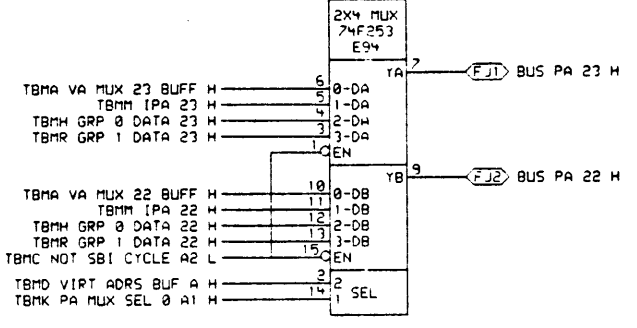 2X4 MUX
74F253
E94
YA 7 FJ1 BUS PA 23 H
TBMA VA MUX 23 BUFF H 6 0-DA
TBMM IPA 23 H 5 1-DA
TBMH GRP 0 DATA 23 H 4 2-DA
TBMR GRP 1 DATA 23 H 3 3-DA
1 EN
YB 9 FJ2 BUS PA 22 H
TBMA VA MUX 22 BUFF H 10 0-DB
TBMM IPA 22 H 11 1-DB
TBMH GRP 0 DATA 22 H 12 2-DB
TBMR GRP 1 DATA 22 H 13 3-DB
TBMC NOT SBI CYCLE A2 L 15 EN
TBMD VIRT ADRS BUF A H 2 2 SEL
TBMK PA MUX SEL 0 A1 H 14 1